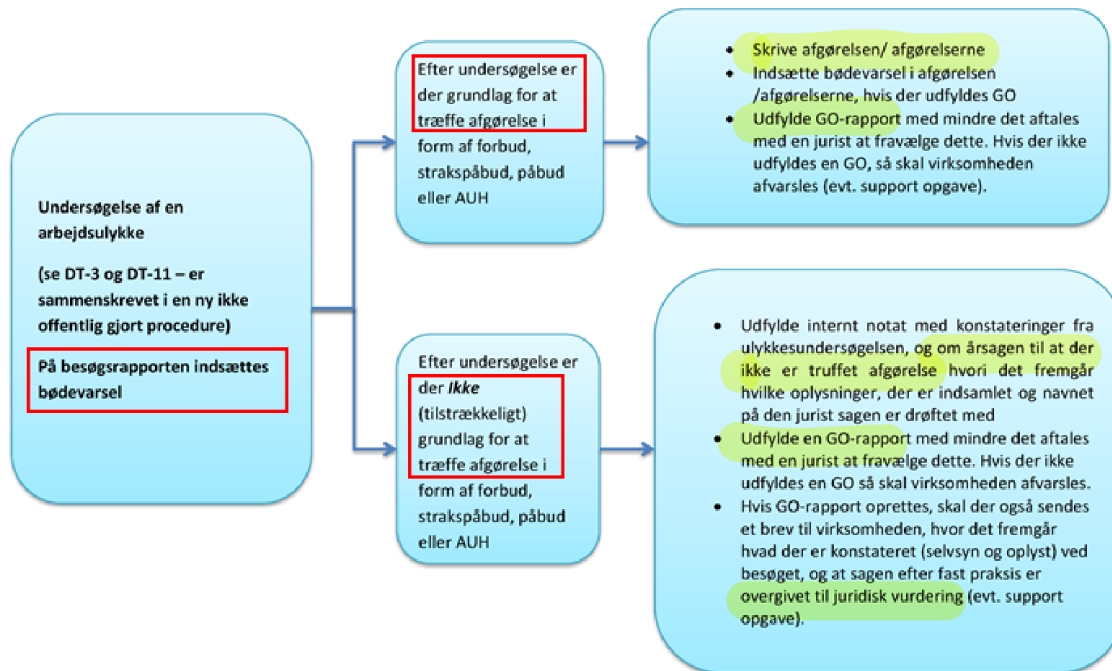 Undersøgelse af en
arbejdsulykke
(se DT-3 og DT-11 – er
sammenskrevet i en ny ikke
offentlig gjort procedure)
På besøgsrapporten indsættes
bødevarsel
Efter undersøgelse er
der grundlag for at
træffe afgørelse i
form af forbud,
strakspåbud, påbud
eller AUH
• Skrive afgørelsen/ afgørelserne
• Indsætte bødevarsel i afgørelsen
/afgørelserne, hvis der udfyldes GO
• Udfylde GO-rapport med mindre det aftales
med en jurist at fravælge dette. Hvis der ikke
udfyldes en GO, så skal virksomheden
afvarsles (evt. support opgave).
Efter undersøgelse er
der Ikke
(tilstrækkeligt)
grundlag for at
træffe afgørelse i
form af forbud,
strakspåbud, påbud
eller AUH
• Udfylde internt notat med konstateringer fra
ulykkesundersøgelsen, og om årsagen til at der
ikke er truffet afgørelse hvori det fremgår
hvilke oplysninger, der er indsamlet og navnet
på den jurist sagen er drøftet med
• Udfylde en GO-rapport med mindre det aftales
med en jurist at fravælge dette. Hvis der ikke
udfyldes en GO så skal virksomheden afvarsles.
• Hvis GO-rapport oprettes, skal der også sendes
et brev til virksomheden, hvor det fremgår
hvad der er konstateret (selvsyn og oplyst) ved
besøget, og at sagen efter fast praksis er
overgivet til juridisk vurdering (evt. support
opgave).